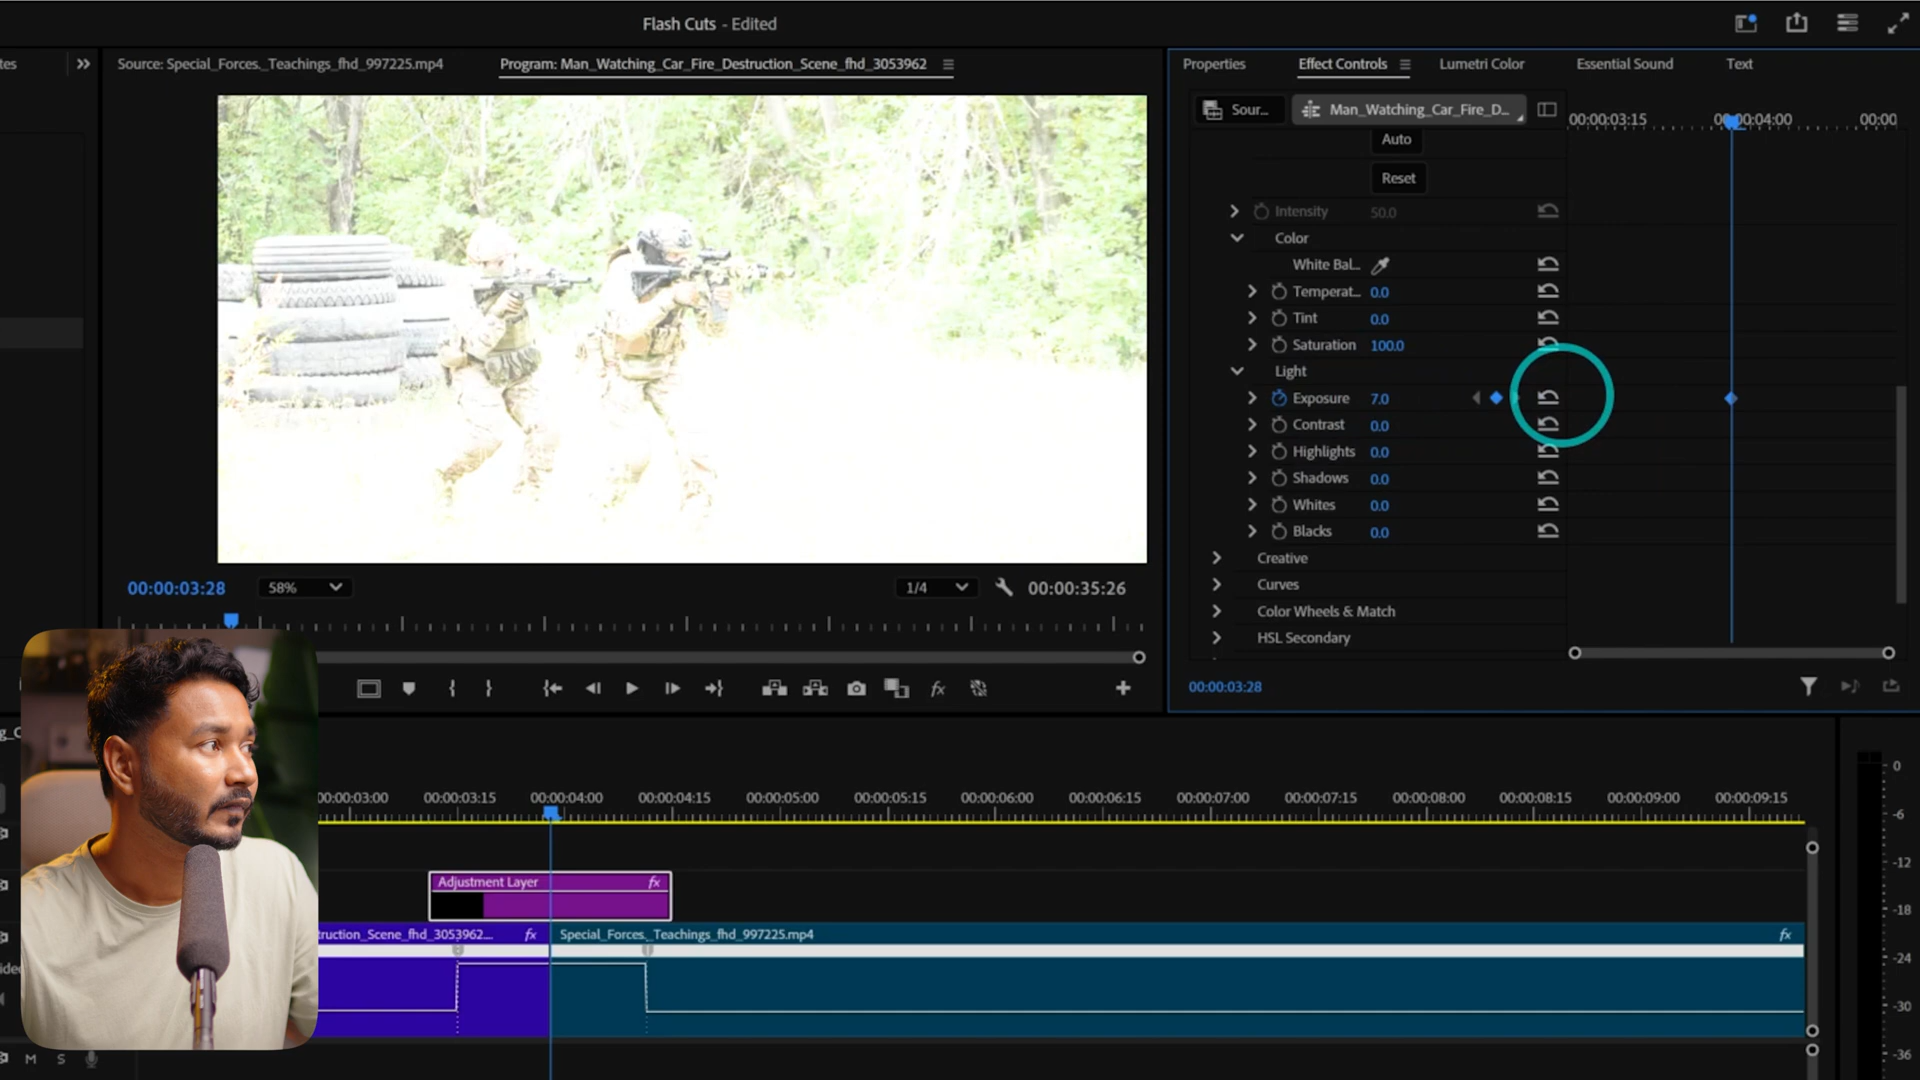 Flash Cuts - Edited
tes
Source: Special_Forces._Teachings_fhd_997225.mp4
Program: Man_Watching_Car_Fire_Destruction_Scene_fhd_3053962
Properties
Effect Controls
Lumetri Color
Essential Sound
Text
Sour...
Man_Watching_Car_Fire_D...
00:00:03:15
00:00:04:00
00:00
Auto
Reset
Intensity 50.0
Color
White Bal...
Temperat... 0.0
Tint 0.0
Saturation 100.0
Light
Exposure 7.0
Contrast 0.0
Highlights 0.0
Shadows 0.0
Whites 0.0
Blacks 0.0
Creative
Curves
Color Wheels & Match
HSL Secondary
00:00:03:28
58%
1/4
00:00:35:26
00:00:03:28
00:00:03:00
00:00:03:15
00:00:04:00
00:00:04:15
00:00:05:00
00:00:05:15
00:00:06:00
00:00:06:15
00:00:07:00
00:00:07:15
00:00:08:00
00:00:08:15
00:00:09:00
00:00:09:15
Adjustment Layer fx
truction_Scene_fhd_3053962... fx
Special_Forces._Teachings_fhd_997225.mp4 fx
M S
0
-6
-12
-18
-24
-30
-36